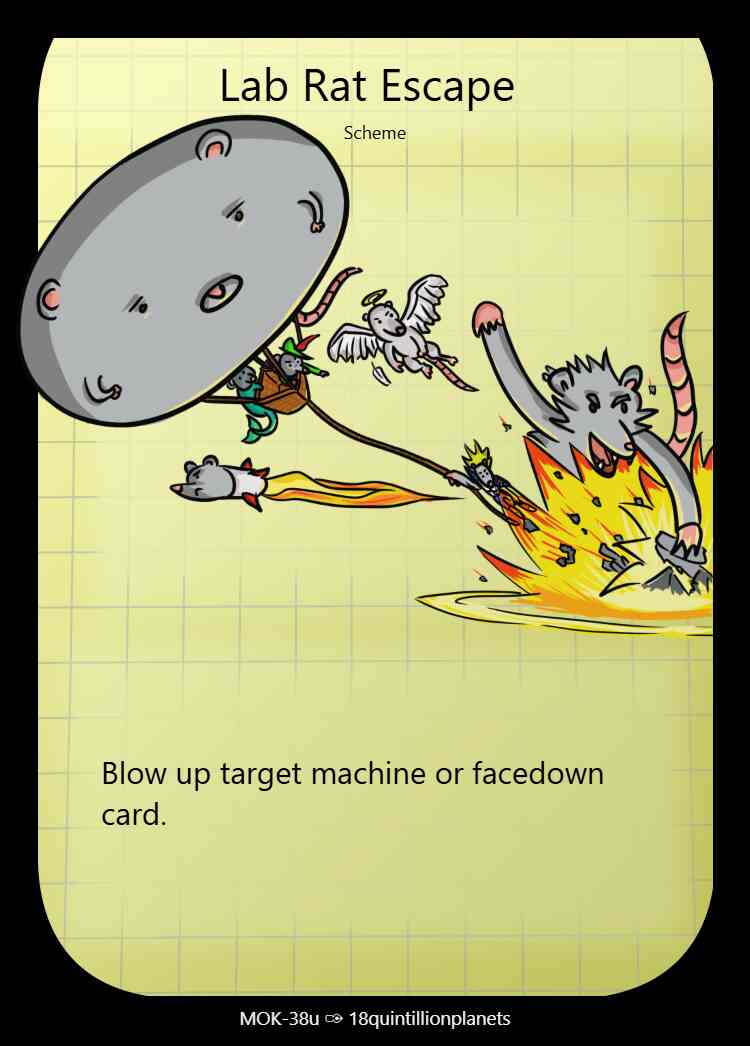 Lab Rat Escape
Scheme
Blow up target machine or facedown
card.
MOK-38u ✑ 18quintillionplanets